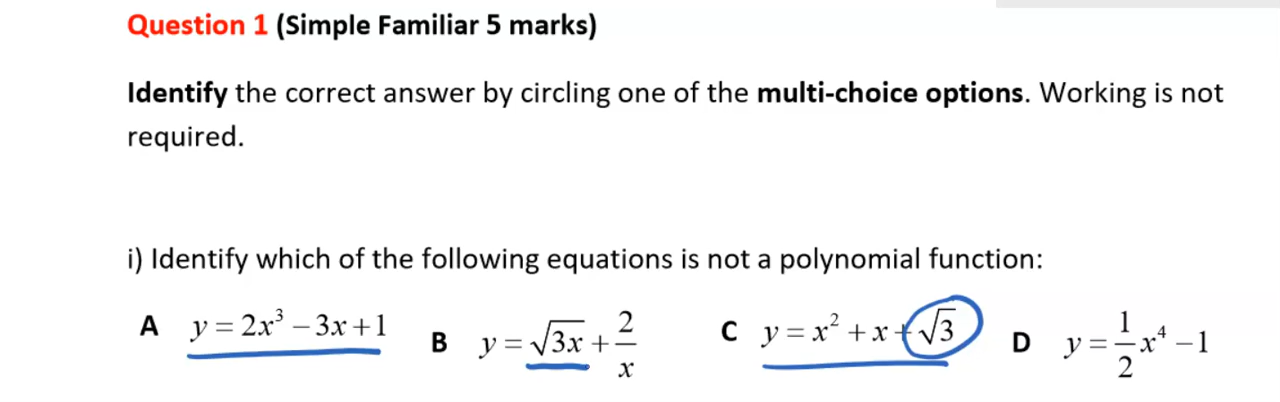 Question 1 (Simple Familiar 5 marks)
Identify the correct answer by circling one of the multi-choice options. Working is not
required.
i) Identify which of the following equations is not a polynomial function:
A y = 2x³ − 3x + 1 B y = √3x + 2/x C y = x² + x + √3 D y = 1/2 x⁴ − 1